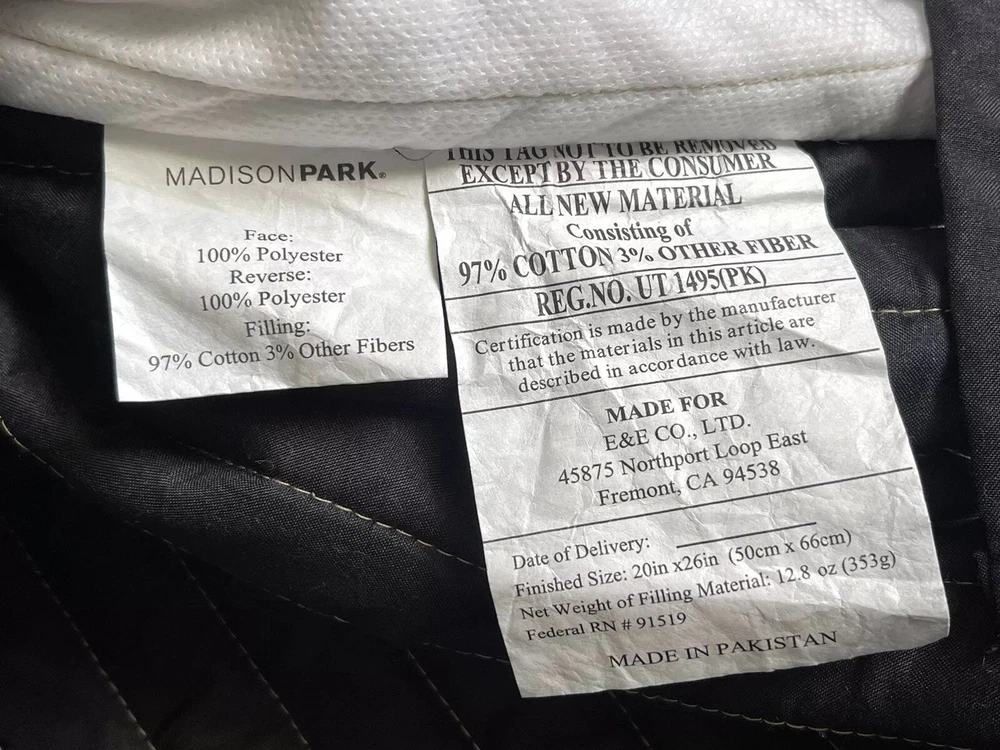 MADISONPARK®
Face:
100% Polyester
Reverse:
100% Polyester
Filling:
97% Cotton 3% Other Fibers
THIS TAG NOT TO BE REMOVED
EXCEPT BY THE CONSUMER
ALL NEW MATERIAL
Consisting of
97% COTTON 3% OTHER FIBER
REG.NO. UT 1495(PK)
Certification is made by the manufacturer
that the materials in this article are
described in accordance with law.
MADE FOR
E&E CO., LTD.
45875 Northport Loop East
Fremont, CA 94538
Date of Delivery:
Finished Size: 20in x26in (50cm x 66cm)
Net Weight of Filling Material: 12.8 oz (353g)
Federal RN # 91519
MADE IN PAKISTAN